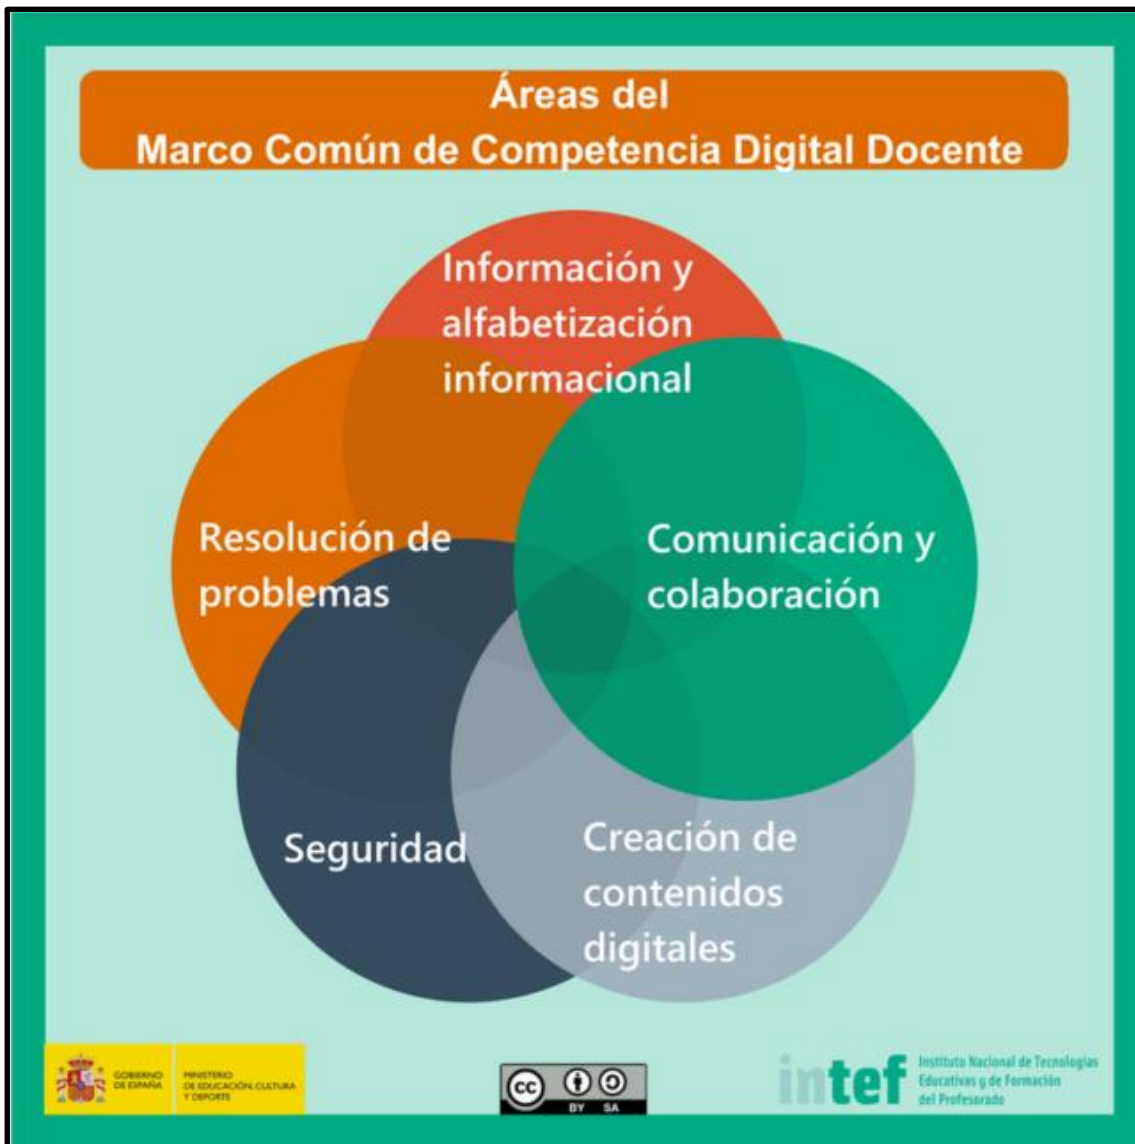 Áreas del
Marco Común de Competencia Digital Docente
Información y
alfabetización
informacional
Resolución de
problemas
Comunicación y
colaboración
Seguridad
Creación de
contenidos
digitales
GOBIERNO
DE ESPAÑA
MINISTERIO
DE EDUCACIÓN, CULTURA
Y DEPORTE
cc
BY SA
intef
Instituto Nacional de Tecnologías
Educativas y de Formación
del Profesorado